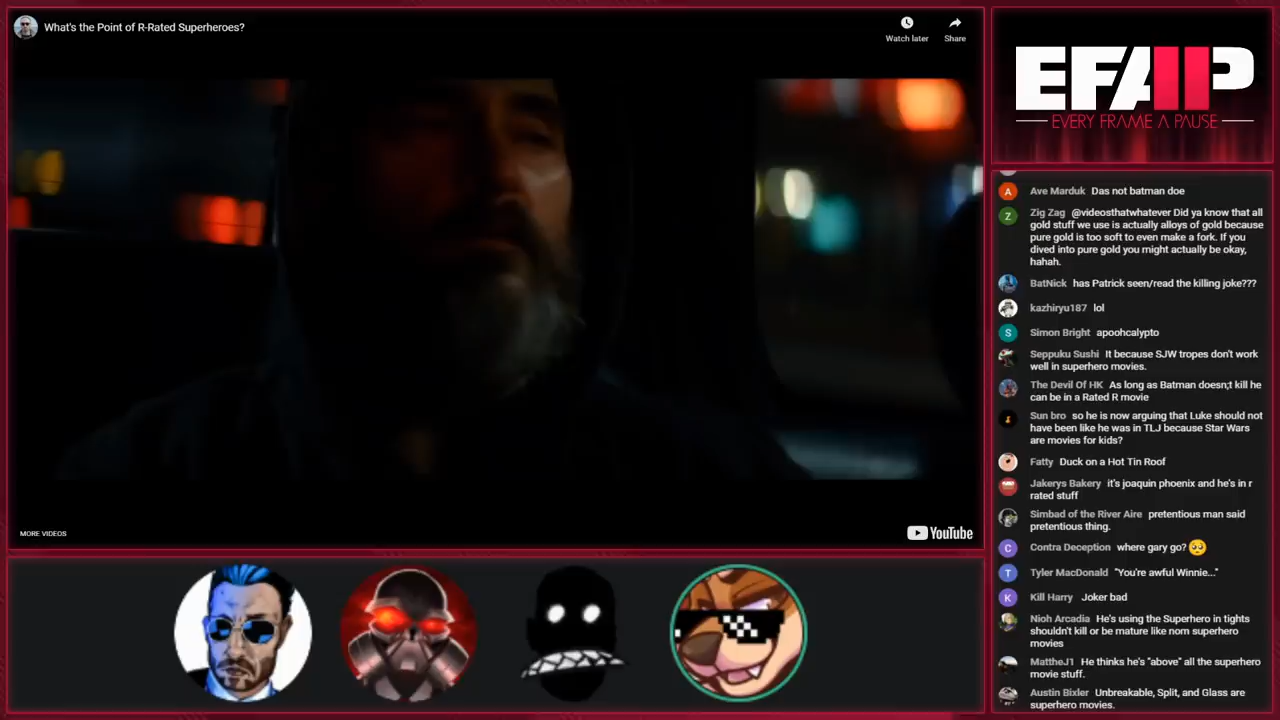 What's the Point of R-Rated Superheroes?
Watch later
Share
MORE VIDEOS
YouTube
EFAP
EVERY FRAME A PAUSE
Ave Marduk Das not batman doe
Zig Zag @videosthatwhatever Did ya know that all
gold stuff we use is actually alloys of gold because
pure gold is too soft to even make a fork. If you
dived into pure gold you might actually be okay,
hahah.
BatNick has Patrick seen/read the killing joke???
kazhiryu187 lol
Simon Bright apoohcalypto
Seppuku Sushi It because SJW tropes don't work
well in superhero movies.
The Devil Of HK As long as Batman doesn;t kill he
can be in a Rated R movie
Sun bro so he is now arguing that Luke should not
have been like he was in TLJ because Star Wars
are movies for kids?
Fatty Duck on a Hot Tin Roof
Jakerys Bakery it's joaquin phoenix and he's in r
rated stuff
Simbad of the River Aire pretentious man said
pretentious thing.
Contra Deception where gary go? 🥺
Tyler MacDonald "You're awful Winnie..."
Kill Harry Joker bad
Nioh Arcadia He's using the Superhero in tights
shouldn't kill or be mature like nom superhero
movies
MattheJ1 He thinks he's "above" all the superhero
movie stuff.
Austin Bixler Unbreakable, Split, and Glass are
superhero movies.